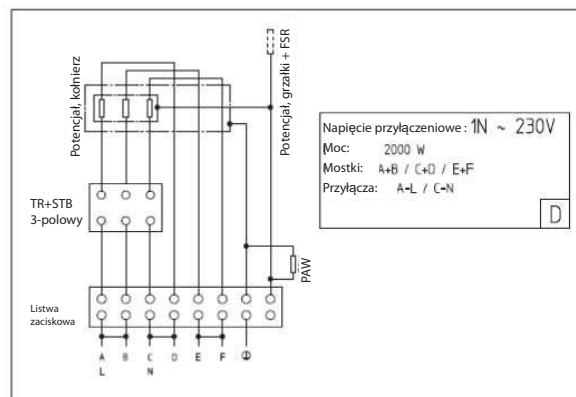 Potencjał, kołnierz
Potencjał, grzałki + FSR
TR+STB
3-polowy
PAW
Listwa
zaciskowa
A B C D E F
L N
Napięcie przyłączeniowe : 1N ~ 230V
Moc: 2000 W
Mostki: A+B / C+D / E+F
Przyłącza: A-L / C-N
D